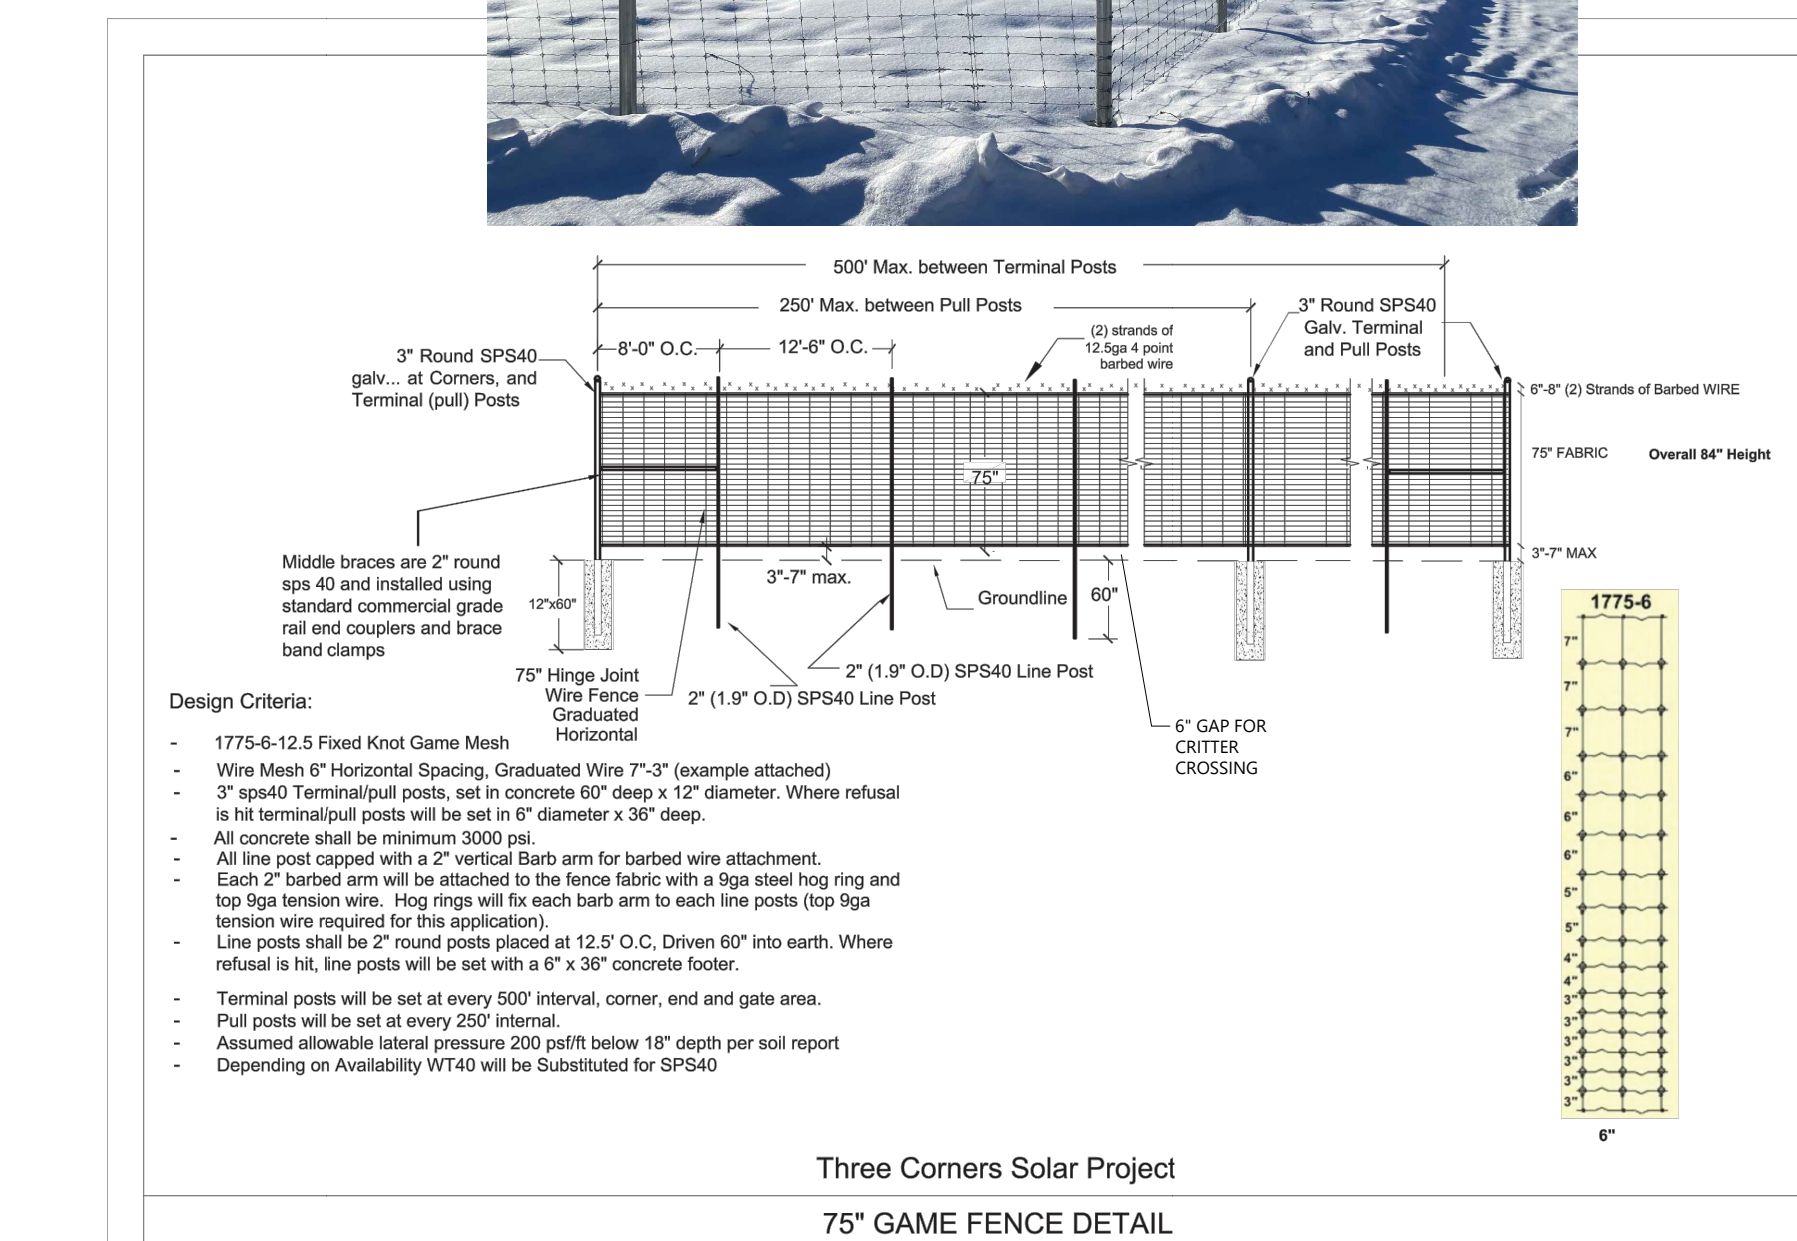 500' Max. between Terminal Posts
250' Max. between Pull Posts
3" Round SPS40
Galv. Terminal
and Pull Posts
(2) strands of
12.5ga 4 point
barbed wire
8'-0" O.C.
12'-6" O.C.
3" Round SPS40
galv... at Corners, and
Terminal (pull) Posts
6"-8" (2) Strands of Barbed WIRE
75" FABRIC
Overall 84" Height
75"
3"-7" MAX
Middle braces are 2" round
sps 40 and installed using
standard commercial grade
rail end couplers and brace
band clamps
12"x60"
3"-7" max.
Groundline
60"
2" (1.9" O.D) SPS40 Line Post
2" (1.9" O.D) SPS40 Line Post
75" Hinge Joint
Wire Fence
Graduated
Horizontal
6" GAP FOR
CRITTER
CROSSING
Design Criteria:
- 1775-6-12.5 Fixed Knot Game Mesh
- Wire Mesh 6" Horizontal Spacing, Graduated Wire 7"-3" (example attached)
- 3" sps40 Terminal/pull posts, set in concrete 60" deep x 12" diameter. Where refusal
is hit terminal/pull posts will be set in 6" diameter x 36" deep.
- All concrete shall be minimum 3000 psi.
- All line post capped with a 2" vertical Barb arm for barbed wire attachment.
- Each 2" barbed arm will be attached to the fence fabric with a 9ga steel hog ring and
top 9ga tension wire. Hog rings will fix each barb arm to each line posts (top 9ga
tension wire required for this application).
- Line posts shall be 2" round posts placed at 12.5' O.C, Driven 60" into earth. Where
refusal is hit, line posts will be set with a 6" x 36" concrete footer.
- Terminal posts will be set at every 500' interval, corner, end and gate area.
- Pull posts will be set at every 250' internal.
- Assumed allowable lateral pressure 200 psf/ft below 18" depth per soil report
- Depending on Availability WT40 will be Substituted for SPS40
1775-6
7"
7"
7"
6"
6"
6"
5"
5"
4"
4"
3"
3"
3"
3"
3"
3"
6"
Three Corners Solar Project
75" GAME FENCE DETAIL